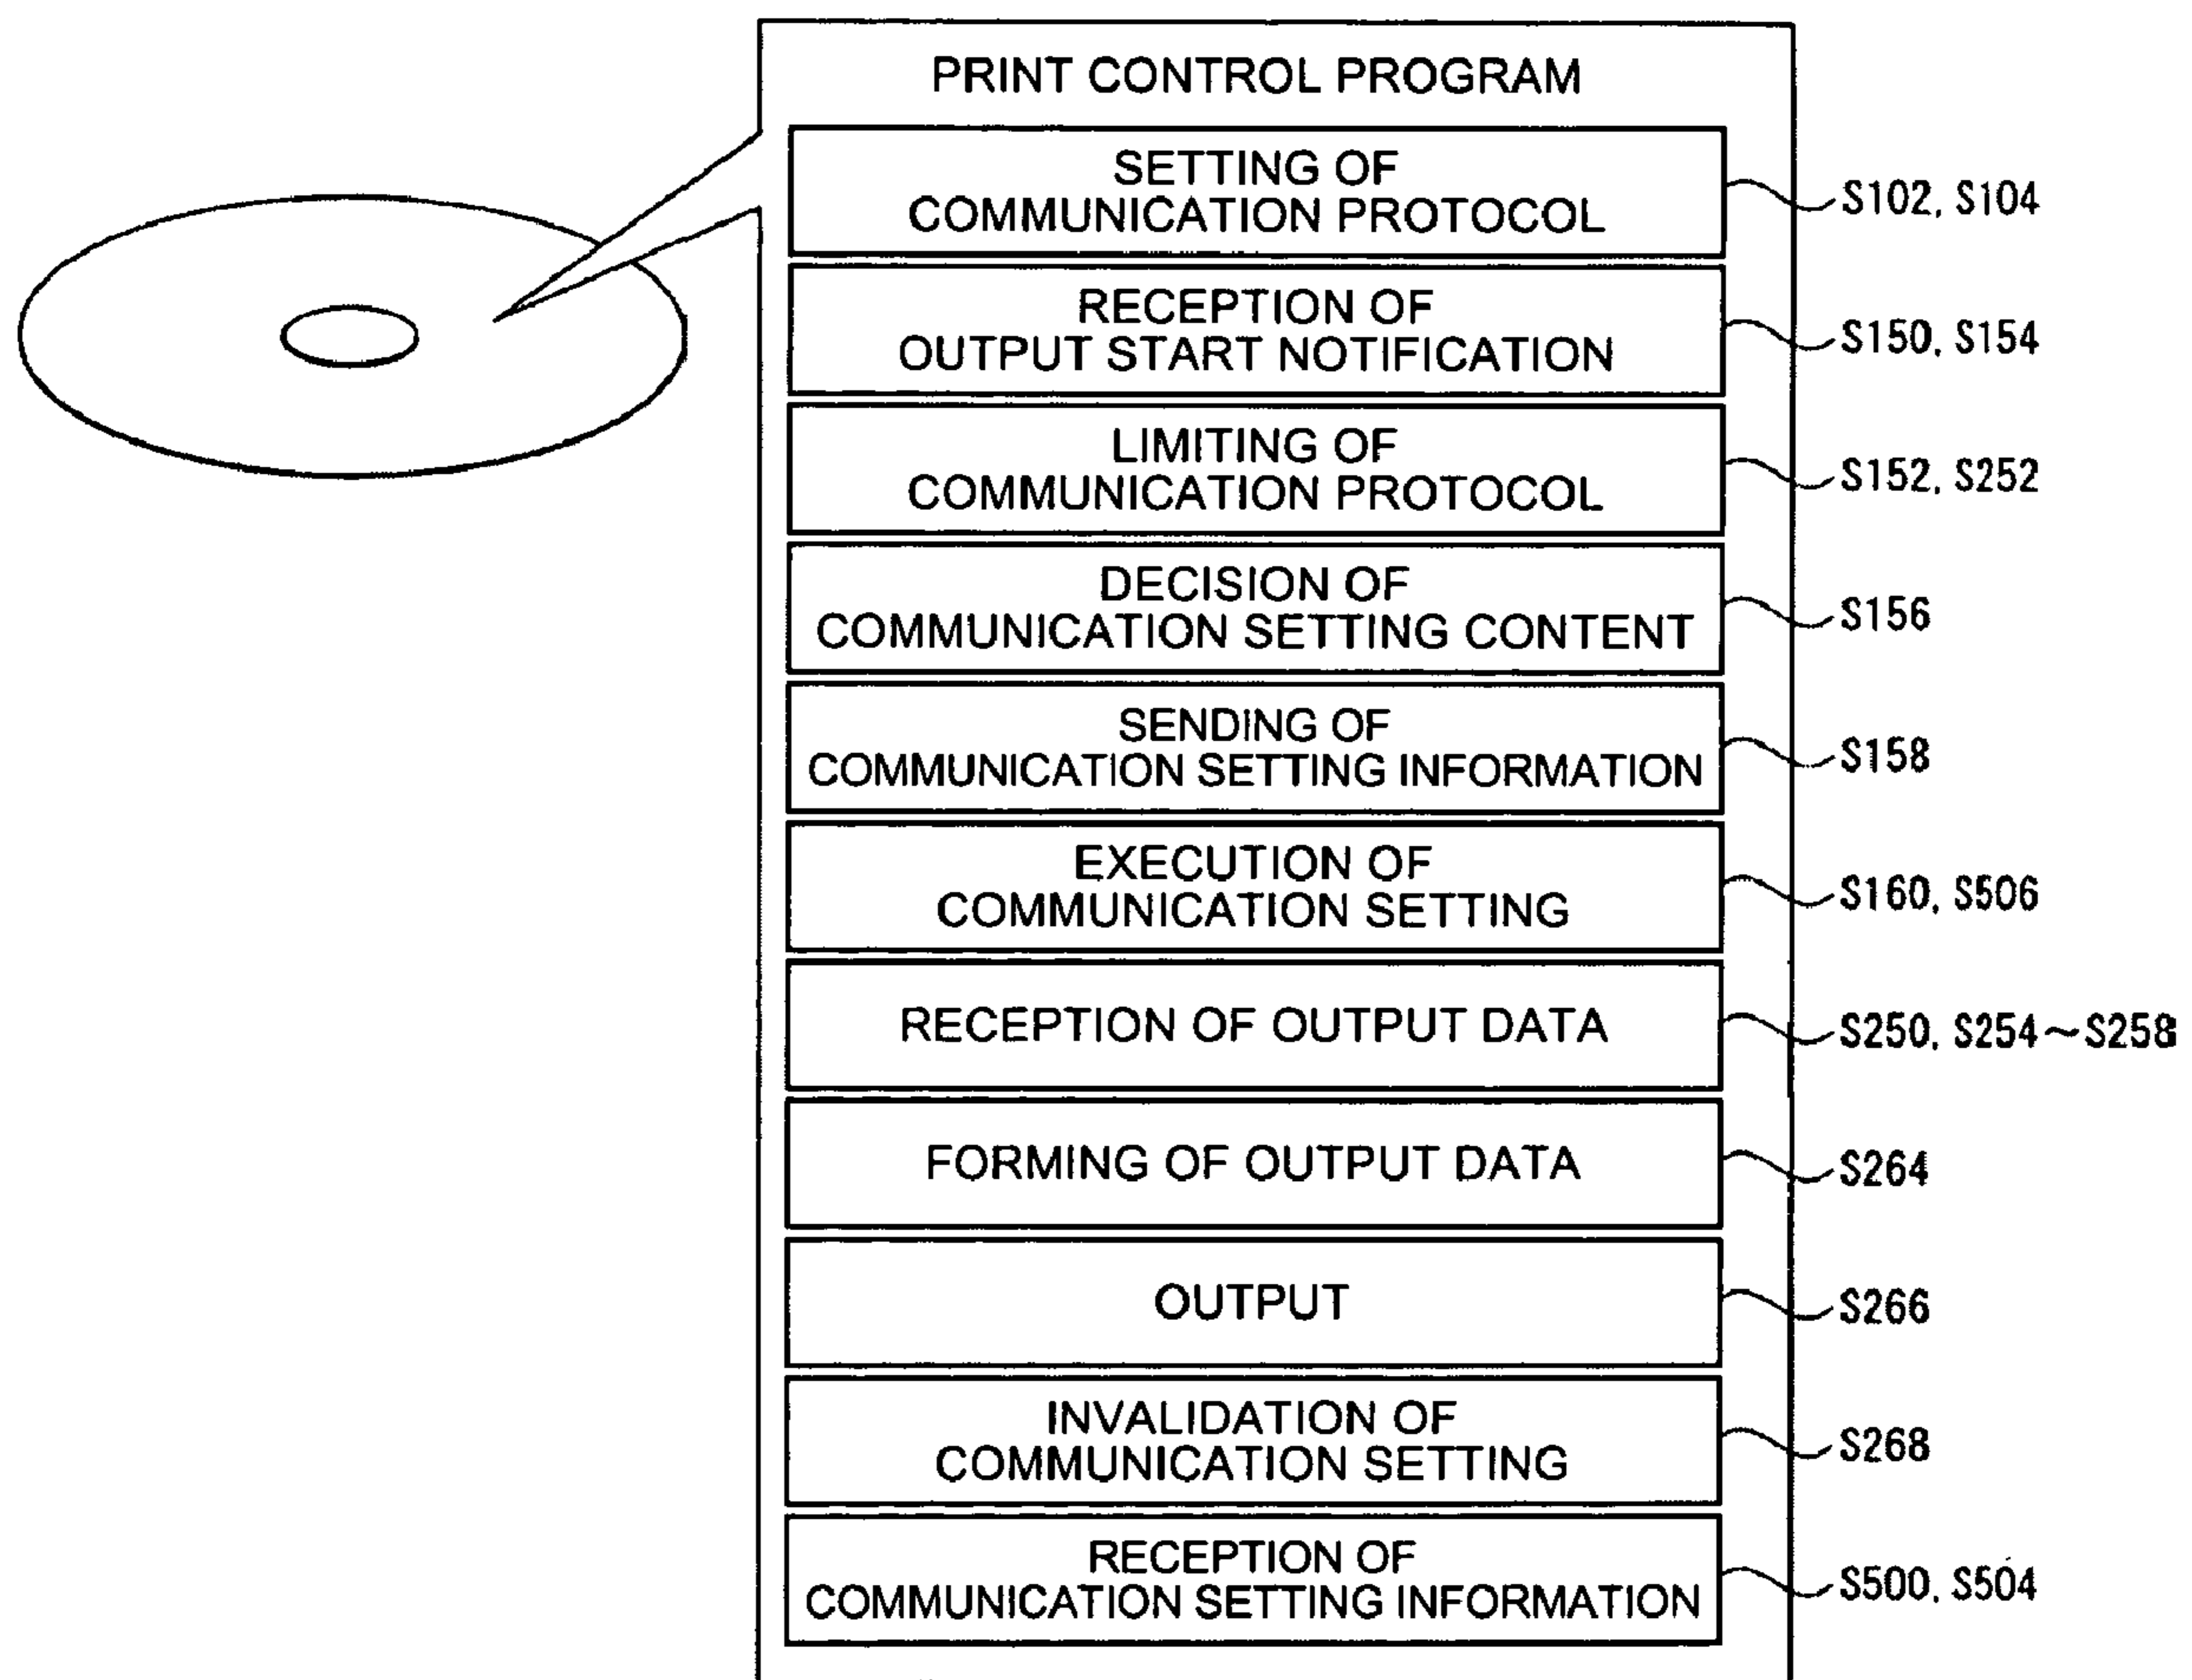 PRINT CONTROL PROGRAM
SETTING OF
COMMUNICATION PROTOCOL
S102, S104
RECEPTION OF
OUTPUT START NOTIFICATION
S150, S154
LIMITING OF
COMMUNICATION PROTOCOL
S152, S252
DECISION OF
COMMUNICATION SETTING CONTENT
S156
SENDING OF
COMMUNICATION SETTING INFORMATION
S158
EXECUTION OF
COMMUNICATION SETTING
S160, S506
RECEPTION OF OUTPUT DATA
S250, S254~S258
FORMING OF OUTPUT DATA
S264
OUTPUT
S266
INVALIDATION OF
COMMUNICATION SETTING
S268
RECEPTION OF
COMMUNICATION SETTING INFORMATION
S500, S504